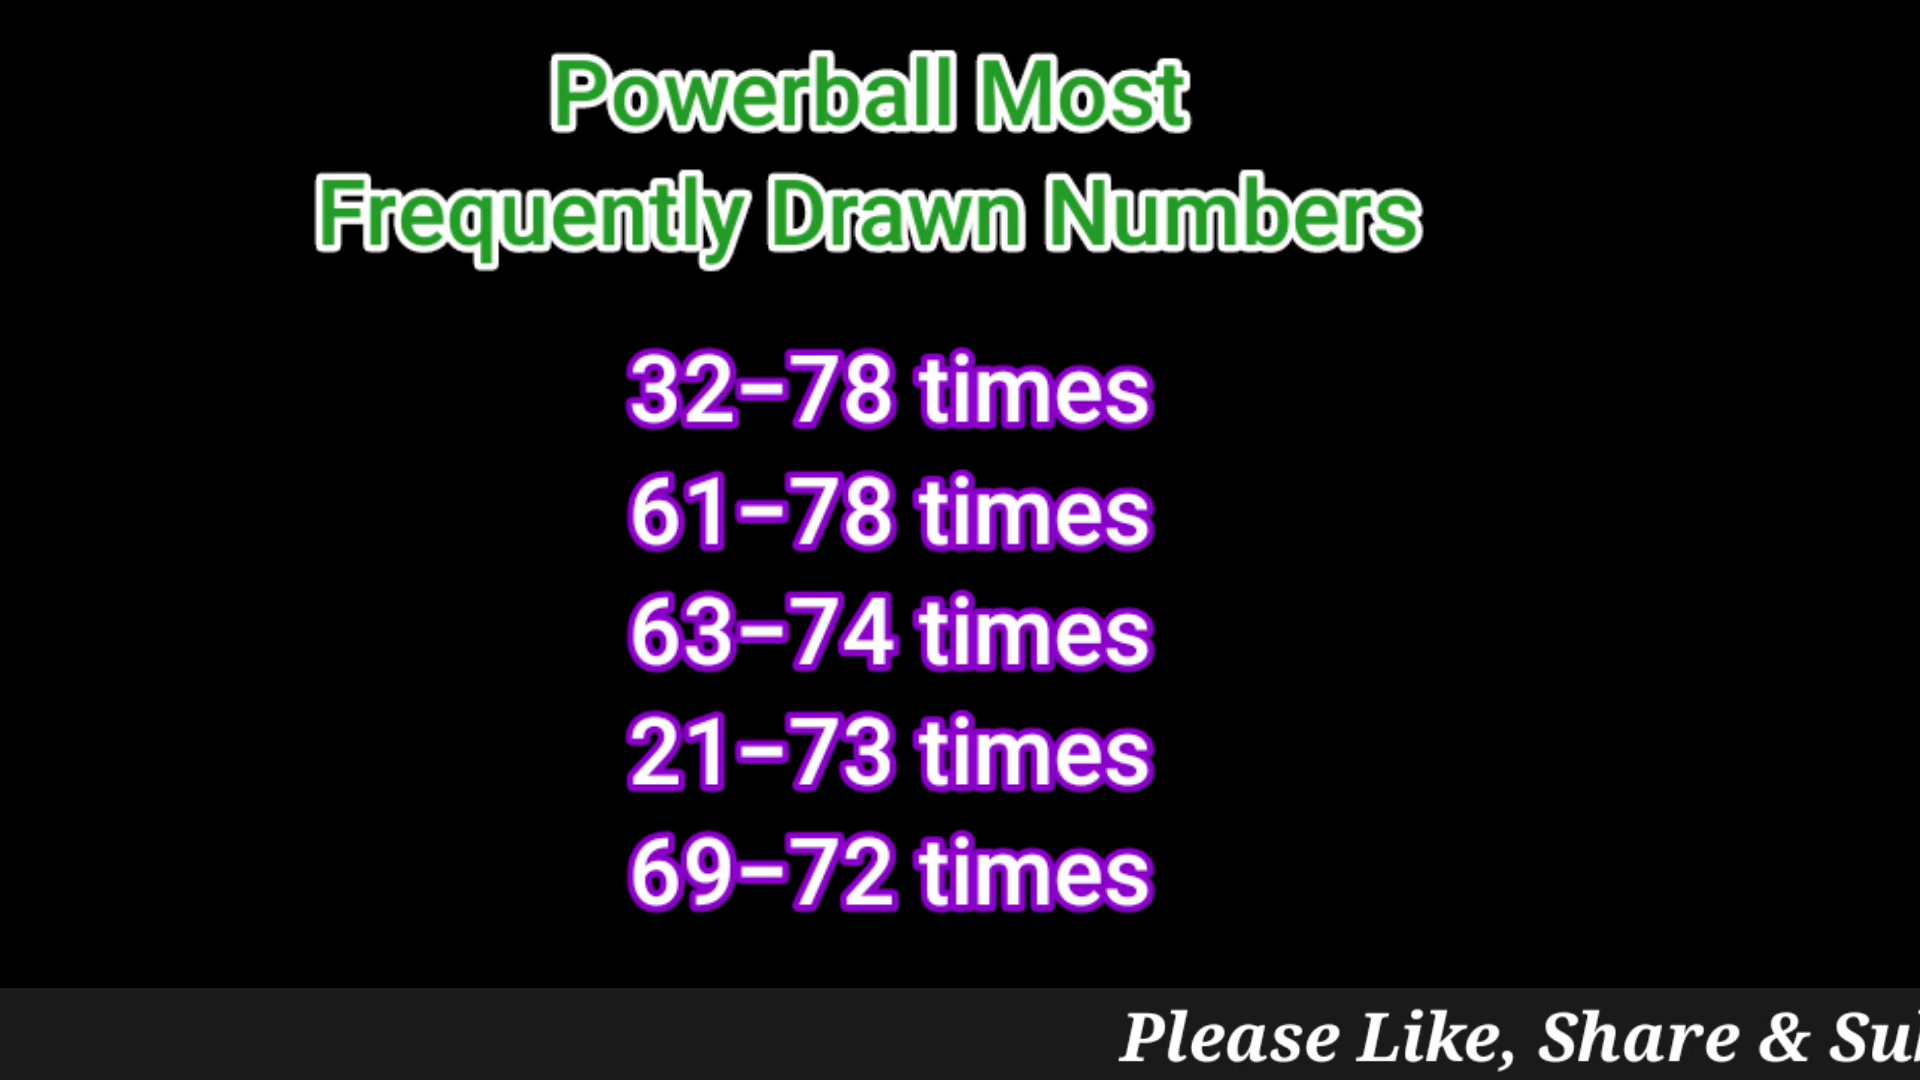 Powerball Most
Frequently Drawn Numbers
32–78 times
61–78 times
63–74 times
21–73 times
69–72 times
Please Like, Share &